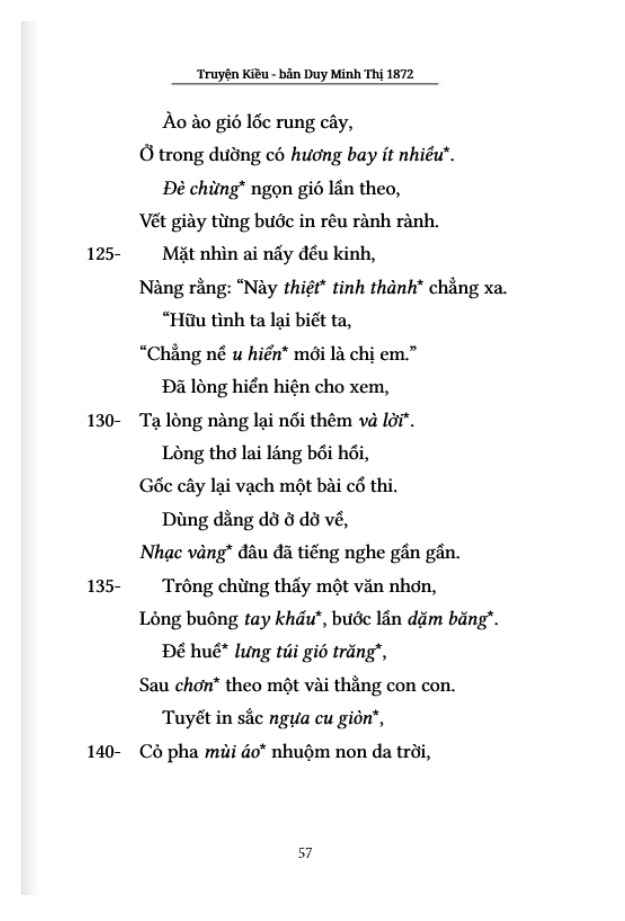 Truyện Kiều - bản Duy Minh Thị 1872
Ào ào gió lốc rung cây,
Ở trong dường có hương bay ít nhiều*.
Đè chừng* ngọn gió lần theo,
Vết giày từng bước in rêu rành rành.
125- Mặt nhìn ai nấy đều kinh,
Nàng rằng: “Này thiệt* tinh thành* chẳng xa.
“Hữu tình ta lại biết ta,
“Chẳng nề u hiển* mới là chị em.”
Đã lòng hiển hiện cho xem,
130- Tạ lòng nàng lại nối thêm và lời*.
Lòng thơ lai láng bồi hồi,
Gốc cây lại vạch một bài cổ thi.
Dùng dằng dở ở dở về,
Nhạc vàng* đâu đã tiếng nghe gần gần.
135- Trông chừng thấy một văn nhơn,
Lỏng buông tay khấu*, bước lần dặm băng*.
Đề huề* lưng túi gió trăng*,
Sau chơn* theo một vài thằng con con.
Tuyết in sắc ngựa cu giòn*,
140- Cỏ pha mùi áo* nhuộm non da trời,
57